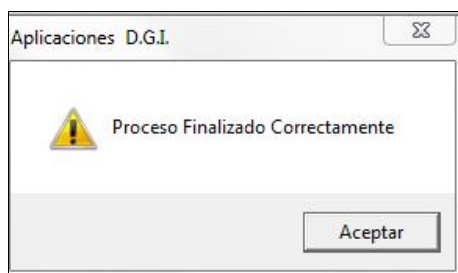 Aplicaciones D.G.I.
Proceso Finalizado Correctamente
Aceptar